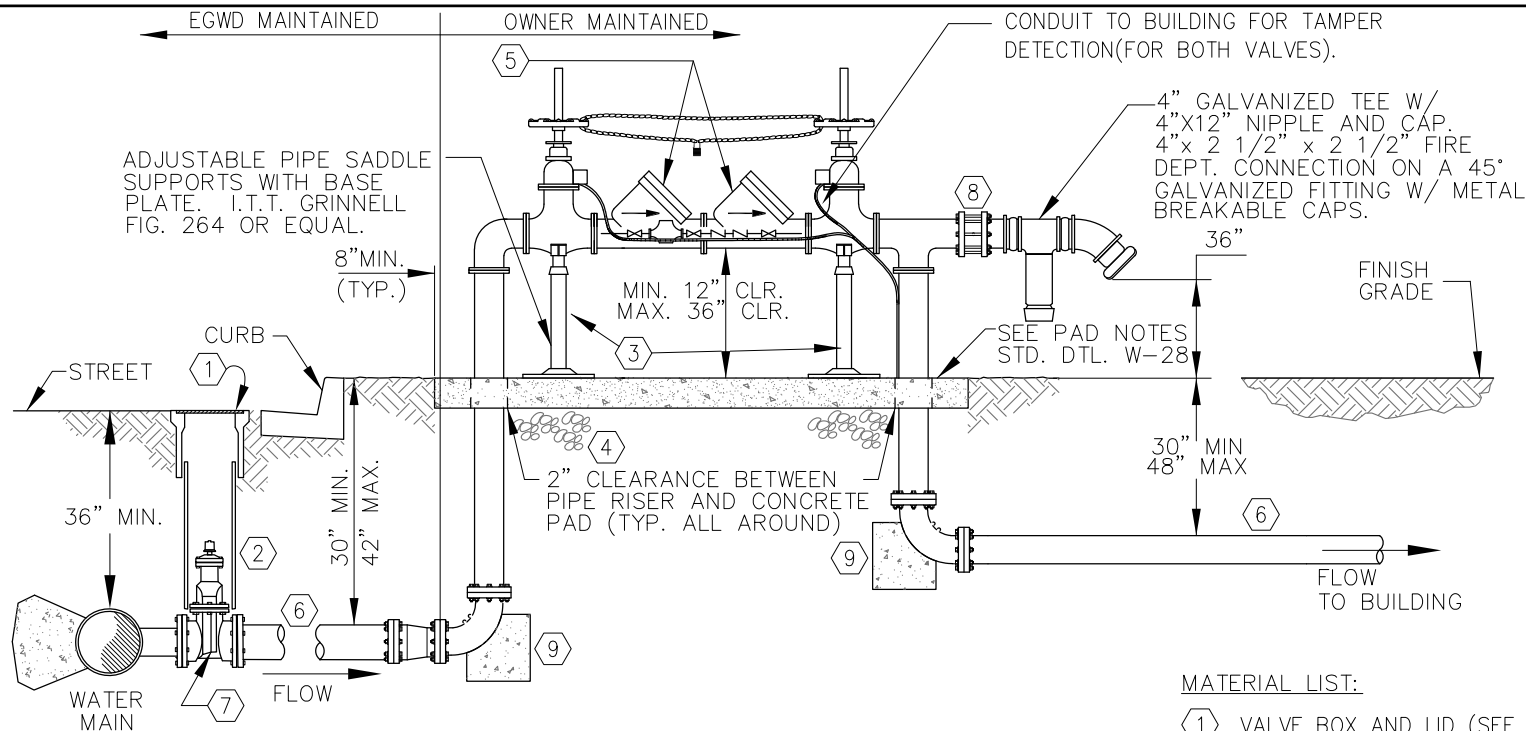 EGWD MAINTAINED
OWNER MAINTAINED
CONDUIT TO BUILDING FOR TAMPER
DETECTION(FOR BOTH VALVES).
5
4" GALVANIZED TEE W/
4"X12" NIPPLE AND CAP.
4"x 2 1/2" x 2 1/2" FIRE
DEPT. CONNECTION ON A 45°
GALVANIZED FITTING W/ METAL
BREAKABLE CAPS.
ADJUSTABLE PIPE SADDLE
SUPPORTS WITH BASE
PLATE. I.T.T. GRINNELL
FIG. 264 OR EQUAL.
8
36"
8"MIN.
(TYP.)
MIN. 12" CLR.
MAX. 36" CLR.
FINISH
GRADE
CURB
3
SEE PAD NOTES
STD. DTL. W-28
STREET
1
4
2" CLEARANCE BETWEEN
PIPE RISER AND CONCRETE
PAD (TYP. ALL AROUND)
30" MIN
48" MAX
36" MIN.
30" MIN.
42" MAX.
2
6
6
9
FLOW
TO BUILDING
9
WATER
MAIN
7
FLOW
MATERIAL LIST:
1 VALVE BOX AND LID (SEE